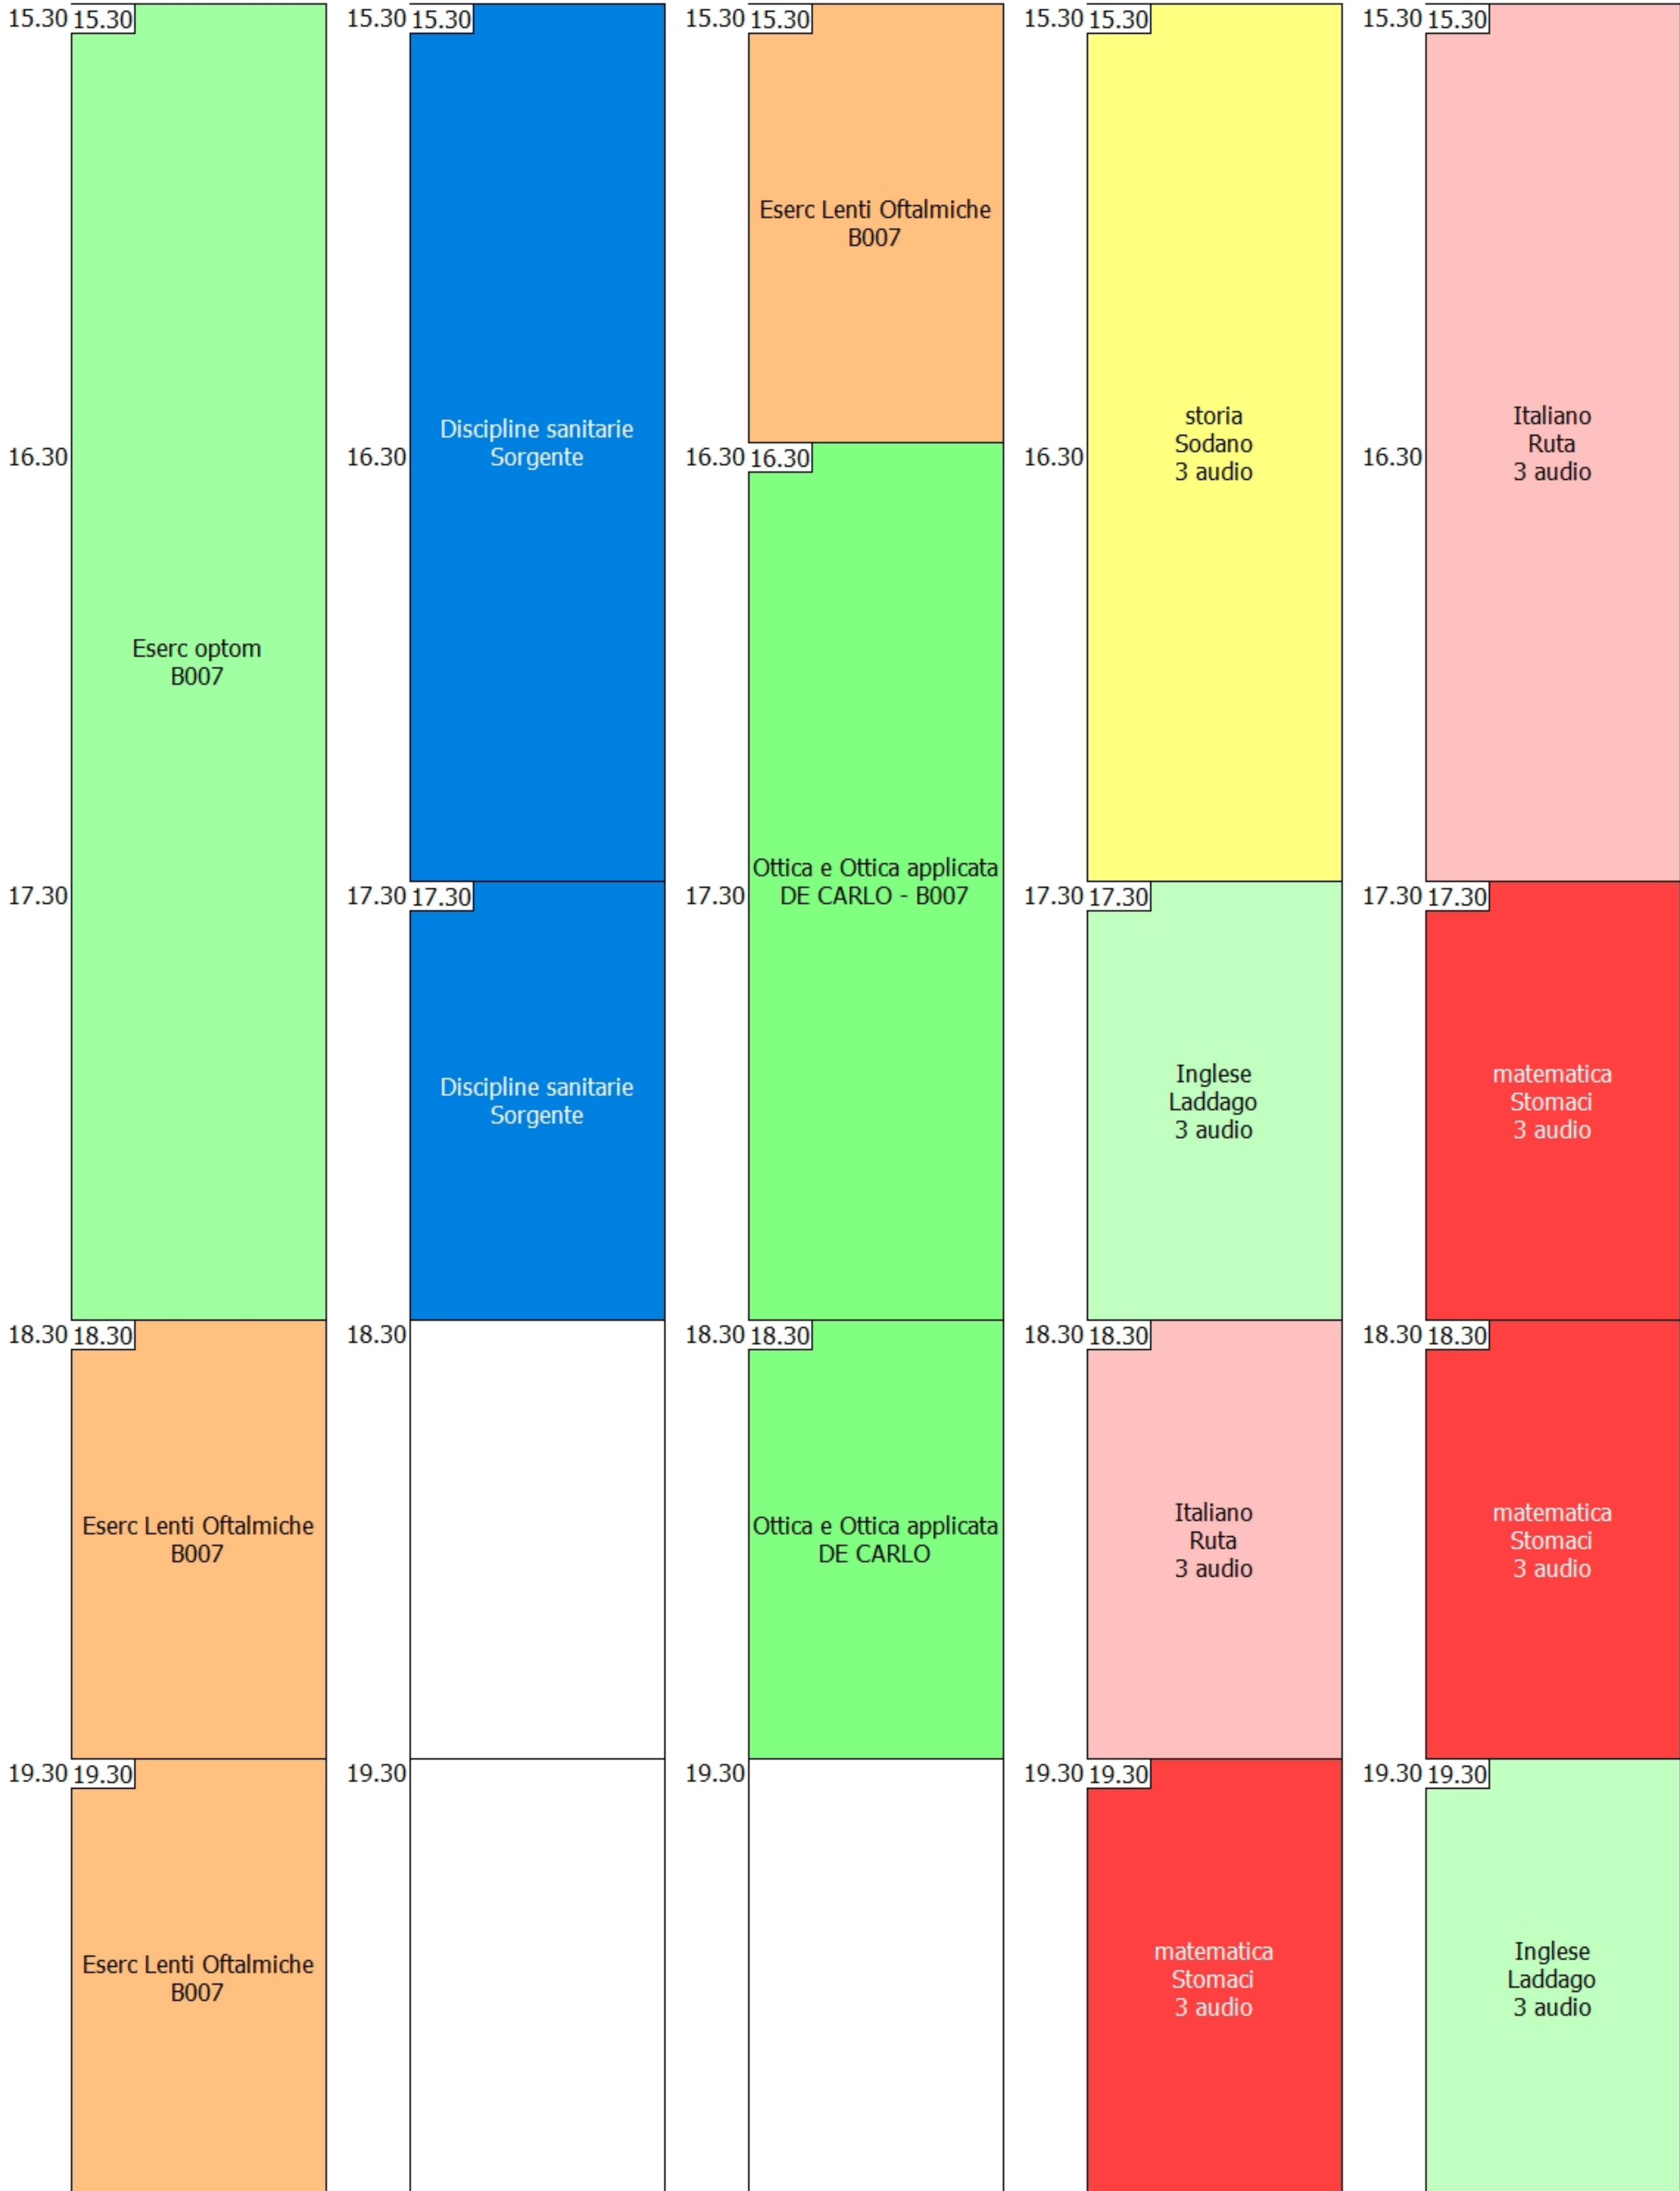 15.30 15.30
Eserc optom
B007
16.30
17.30
18.30 18.30
Eserc Lenti Oftalmiche
B007
19.30 19.30
Eserc Lenti Oftalmiche
B007
15.30 15.30
Discipline sanitarie
Sorgente
16.30
17.30 17.30
Discipline sanitarie
Sorgente
18.30
19.30
15.30 15.30
Eserc Lenti Oftalmiche
B007
16.30 16.30
Ottica e Ottica applicata
DE CARLO - B007
17.30
18.30 18.30
Ottica e Ottica applicata
DE CARLO
19.30
15.30 15.30
storia
Sodano
3 audio
16.30
17.30 17.30
Inglese
Laddago
3 audio
18.30 18.30
Italiano
Ruta
3 audio
19.30 19.30
matematica
Stomaci
3 audio
15.30 15.30
Italiano
Ruta
3 audio
16.30
17.30 17.30
matematica
Stomaci
3 audio
18.30 18.30
matematica
Stomaci
3 audio
19.30 19.30
Inglese
Laddago
3 audio